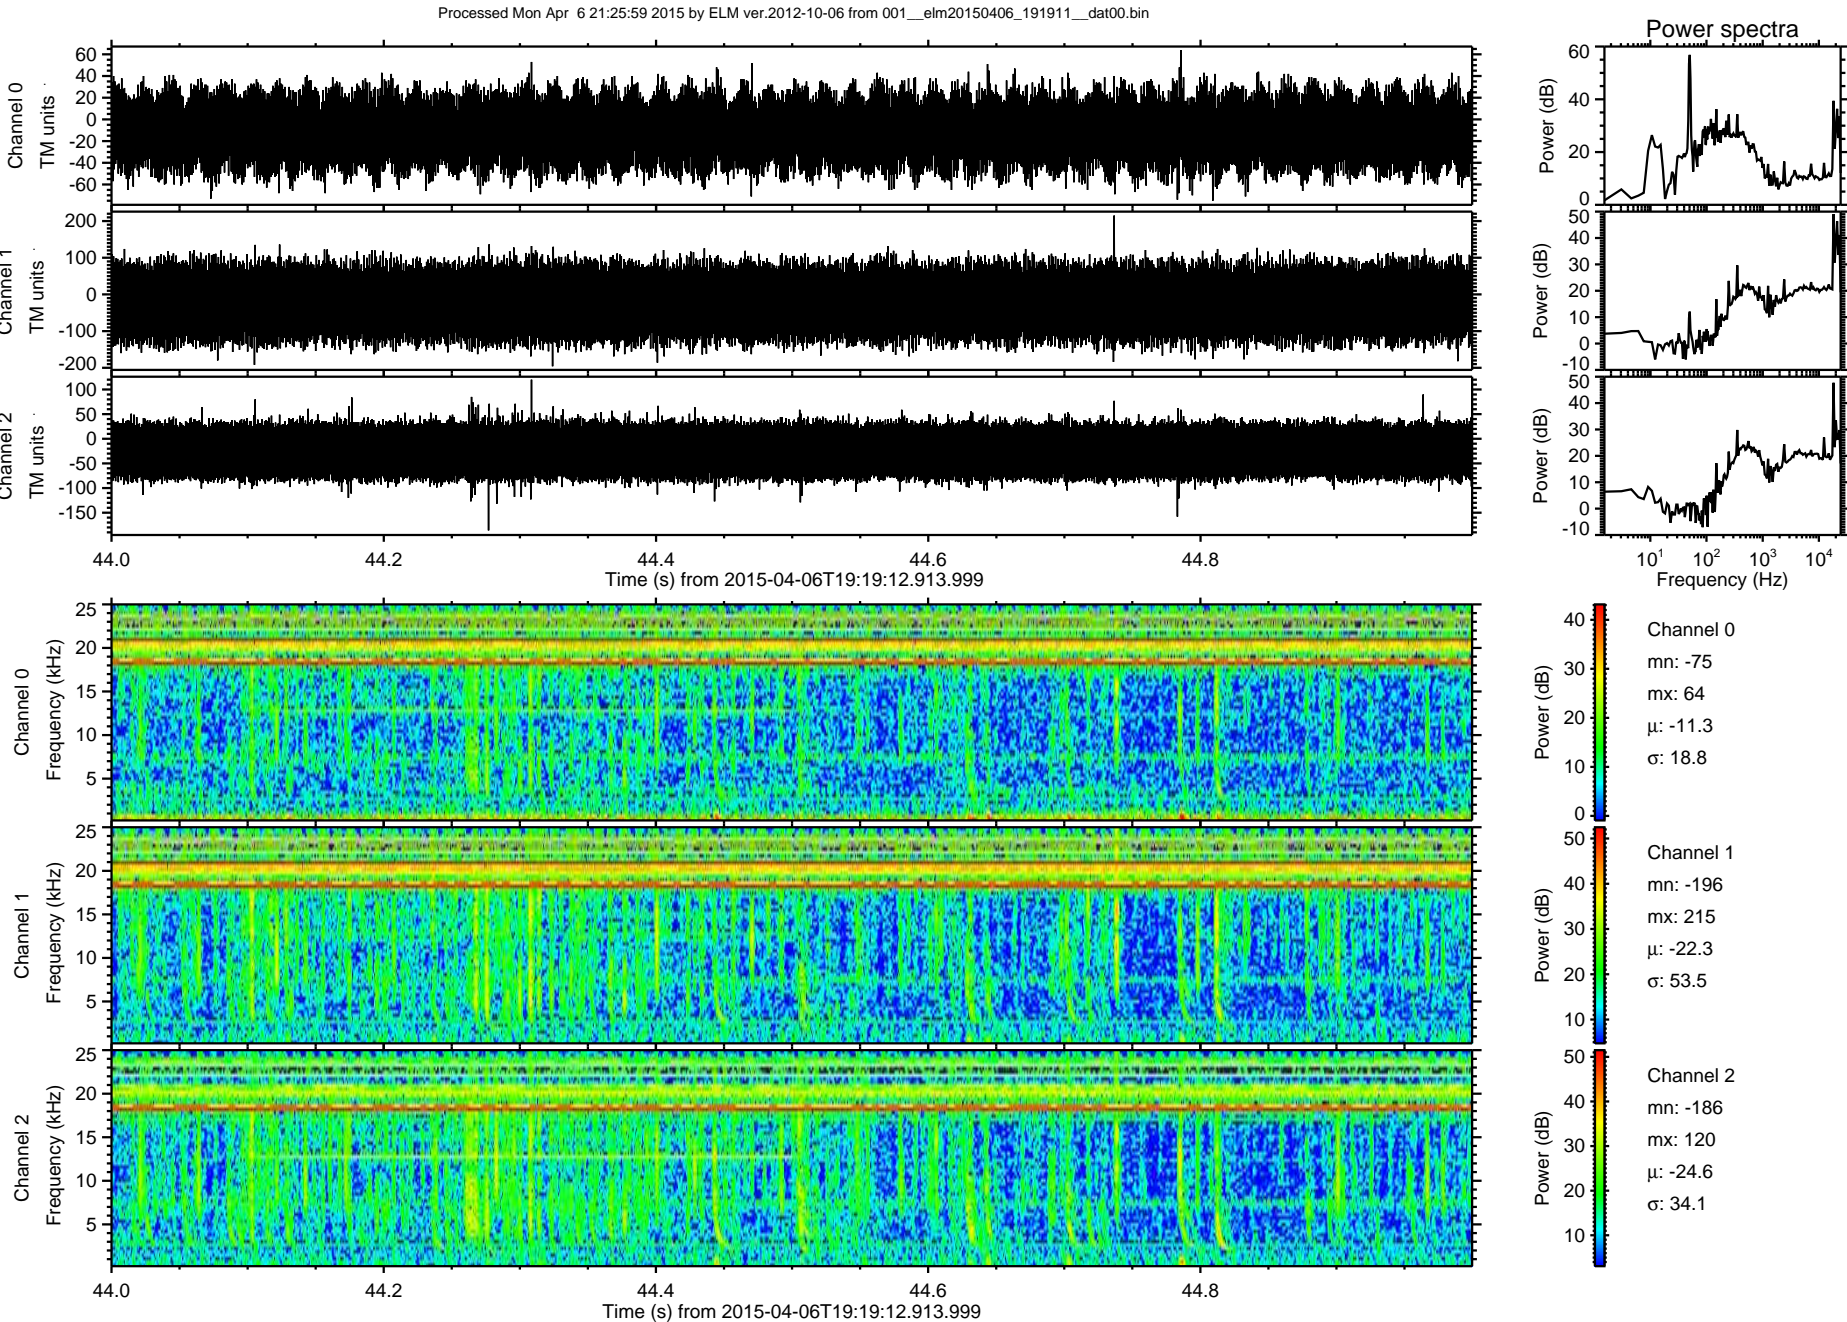 Processed Mon Apr  6 21:25:59 2015 by ELM ver.2012-10-06 from 001__elm20150406_191911__dat00.bin
Power spectra
Channel 0
TM units
60
40
20
0
-20
-40
-60
Power (dB)
60
40
20
0
Channel 1
TM units
200
100
0
-100
-200
Power (dB)
50
40
30
20
10
0
-10
Channel 2
TM units
100
50
0
-50
-100
-150
Power (dB)
50
40
30
20
10
0
-10
44.0 44.2 44.4 44.6 44.8
Time (s) from 2015-04-06T19:19:12.913.999
10^1 10^2 10^3 10^4
Frequency (Hz)
Channel 0
Frequency (kHz)
25
20
15
10
5
Power (dB)
40
30
20
10
0
Channel 0
mn: -75
mx: 64
μ: -11.3
σ: 18.8
Channel 1
Frequency (kHz)
25
20
15
10
5
Power (dB)
50
40
30
20
10
Channel 1
mn: -196
mx: 215
μ: -22.3
σ: 53.5
Channel 2
Frequency (kHz)
25
20
15
10
5
Power (dB)
50
40
30
20
10
Channel 2
mn: -186
mx: 120
μ: -24.6
σ: 34.1
44.0 44.2 44.4 44.6 44.8
Time (s) from 2015-04-06T19:19:12.913.999